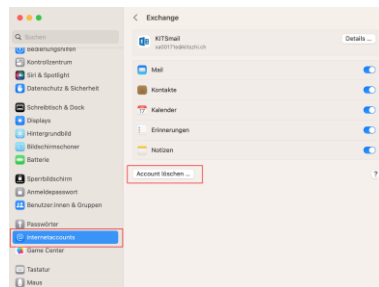 Exchange
Suchen
Bedienungshilfen
Kontrollzentrum
Siri & Spotlight
Datenschutz & Sicherheit
Schreibtisch & Dock
Displays
Hintergrundbild
Bildschirmschoner
Batterie
Sperrbildschirm
Anmeldepasswort
Benutzer:innen & Gruppen
Passwörter
Internetaccounts
Game Center
Tastatur
Maus
KITSmail
Details ...
Mail
Kontakte
Kalender
17
Erinnerungen
Notizen
Account löschen ...
?